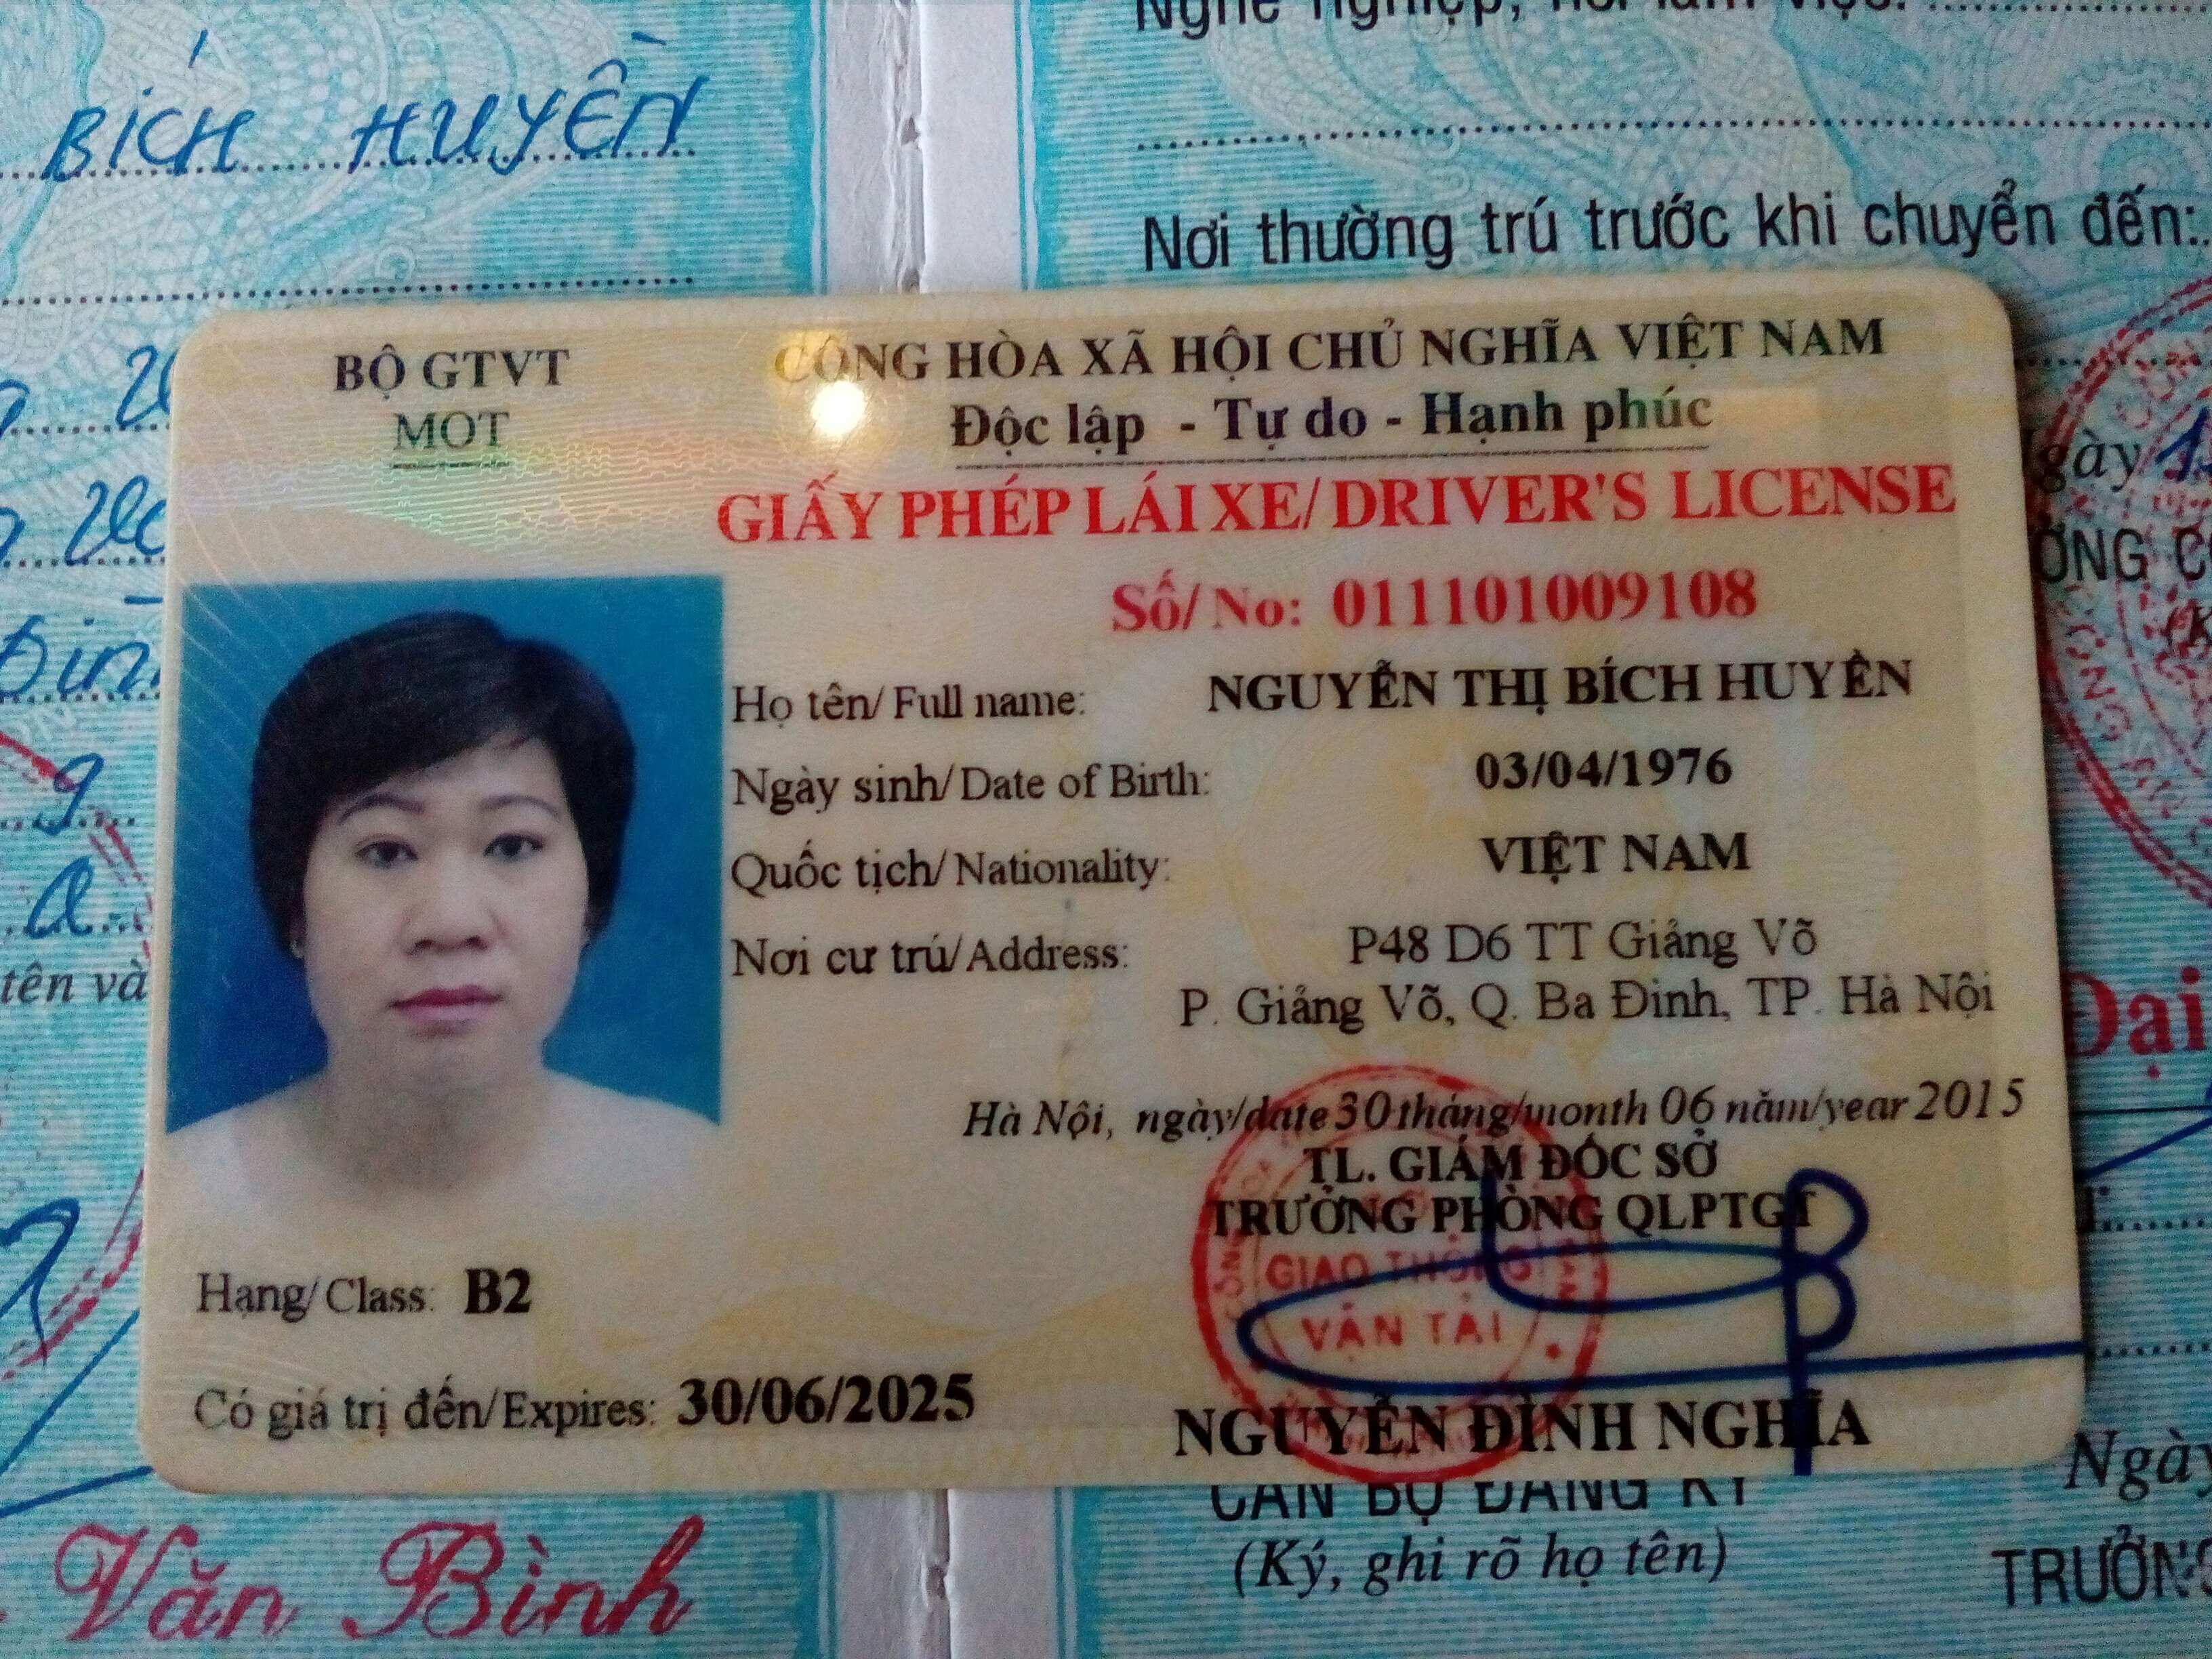 BÍCH HUYỀN
Nghề nghiệp, nơi làm việc:
Nơi thường trú trước khi chuyển đến:
BỘ GTVT
MOT
CỘNG HÒA XÃ HỘI CHỦ NGHĨA VIỆT NAM
Độc lập - Tự do - Hạnh phúc
GIẤY PHÉP LÁI XE/ DRIVER'S LICENSE
Số/ No: 011101009108
Họ tên/ Full name: NGUYỄN THỊ BÍCH HUYỀN
Ngày sinh/ Date of Birth: 03/04/1976
Quốc tịch/ Nationality: VIỆT NAM
Nơi cư trú/ Address: P48 D6 TT Giảng Võ
P. Giảng Võ, Q. Ba Đình, TP. Hà Nội
Hà Nội, ngày/date 30 tháng/month 06 năm/year 2015
TL. GIÁM ĐỐC SỞ
TRƯỞNG PHÒNG QLPTGT
GIAO THÔNG
VẬN TẢI
Hạng/ Class: B2
Có giá trị đến/ Expires: 30/06/2025
NGUYỄN ĐÌNH NGHĨA
tên và
Đại
Ngày
CÁN BỘ ĐĂNG KÝ
(Ký, ghi rõ họ tên)
Văn Bình